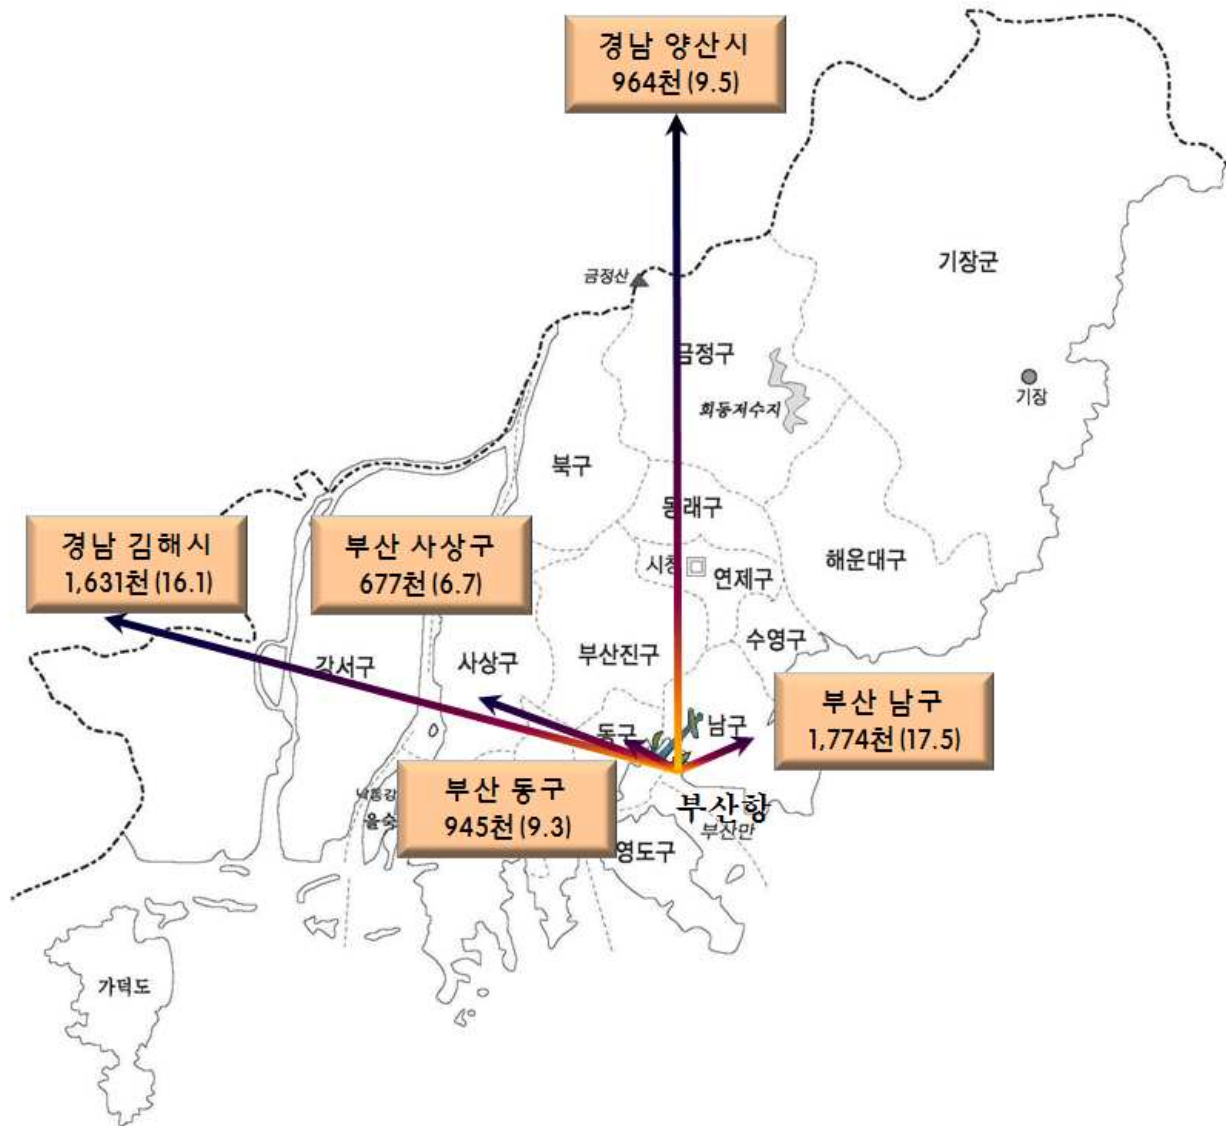 경남 양산시
964천(9.5)
기장군
금정산
금정구
기장
회동저수지
북구
동래구
경남 김해시
1,631천(16.1)
부산 사상구
677천(6.7)
시청
연제구
해운대구
수영구
강서구
사상구
부산진구
부산 남구
1,774천(17.5)
동구
남구
부산 동구
945천(9.3)
낙동강
을숙
부산항
부산만
영도구
가덕도